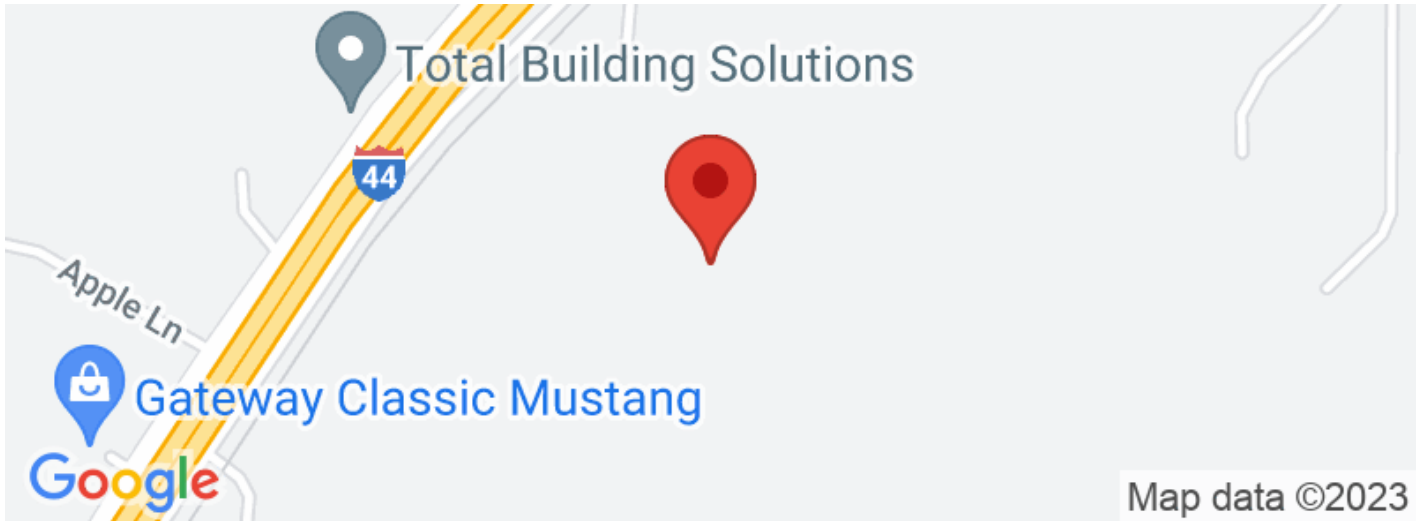 Total Building Solutions
44
Apple Ln
Gateway Classic Mustang
Google
Map data ©2023